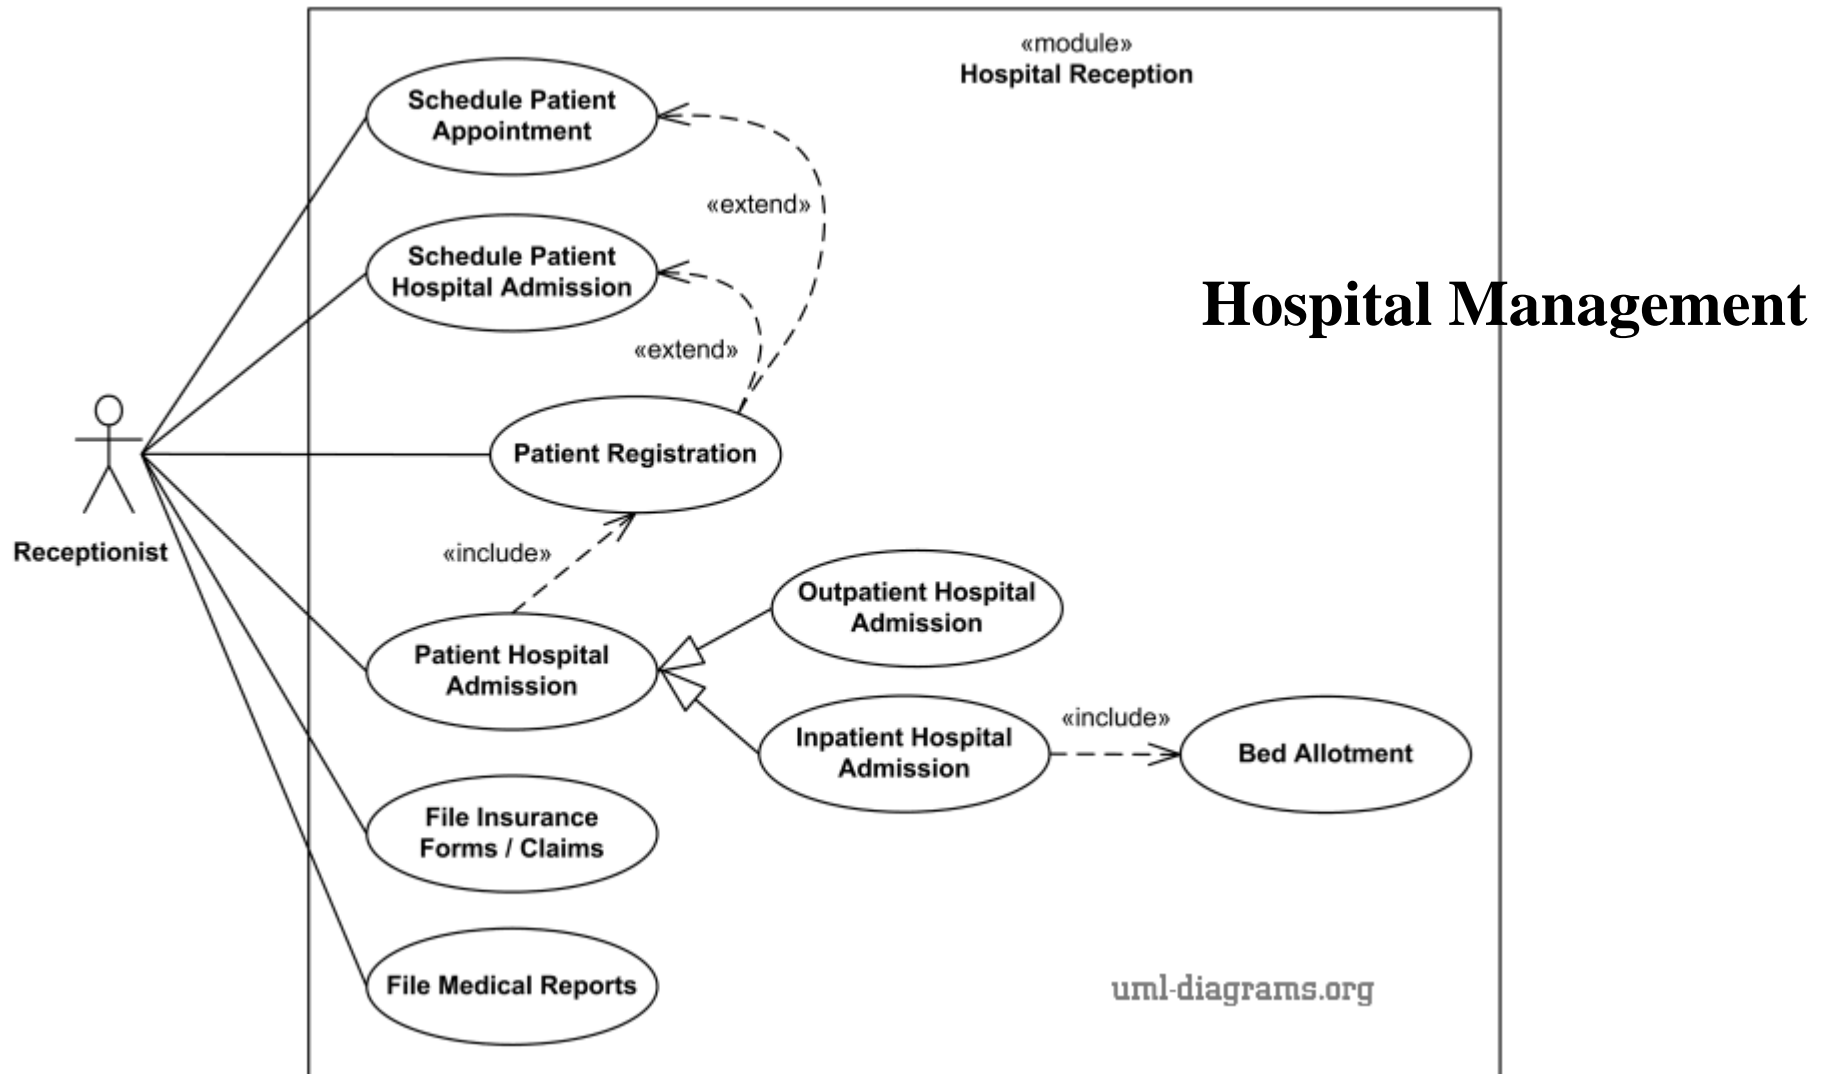 «module»
Hospital Reception
Schedule Patient
Appointment
«extend»
Schedule Patient
Hospital Admission
Hospital Management
«extend»
Patient Registration
Receptionist
«include»
Outpatient Hospital
Admission
Patient Hospital
Admission
Inpatient Hospital
Admission
«include»
Bed Allotment
File Insurance
Forms / Claims
File Medical Reports
uml-diagrams.org